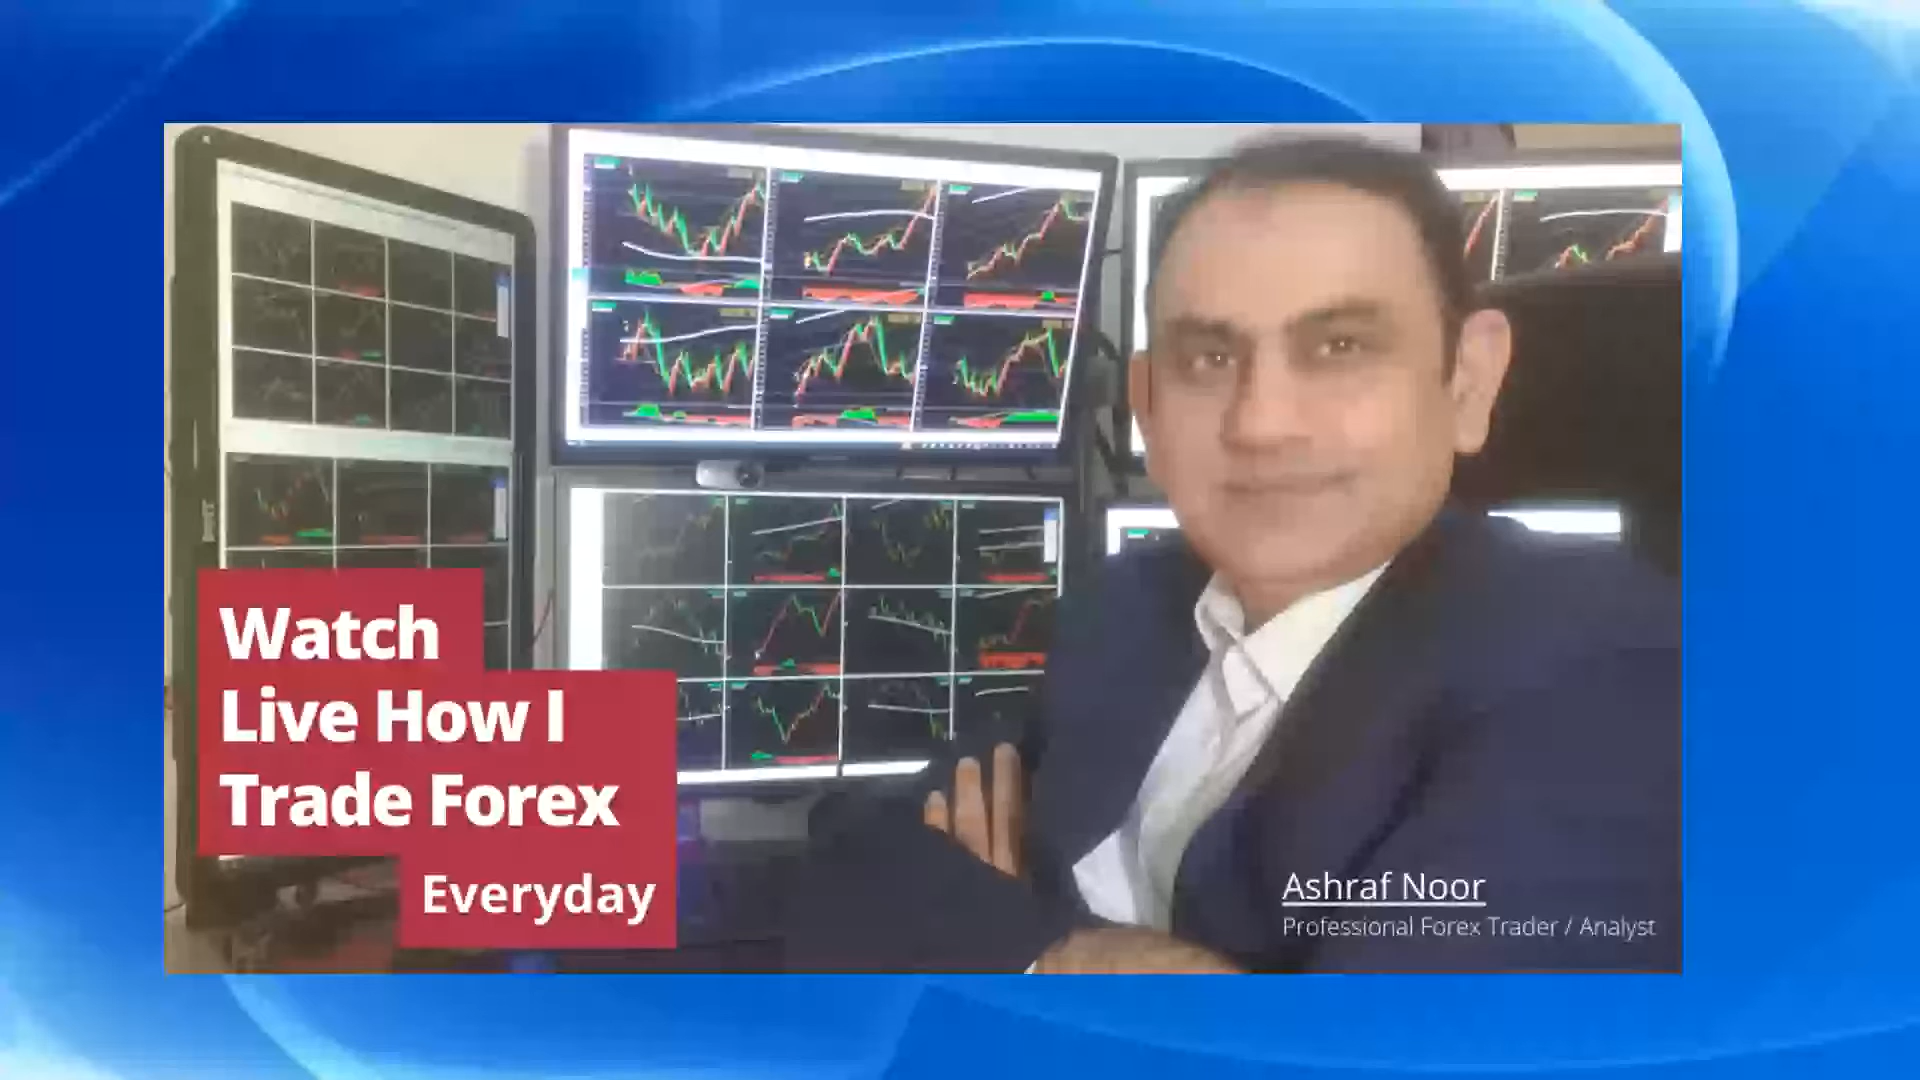 Watch
Live How I
Trade Forex
Everyday
Ashraf Noor
Professional Forex Trader / Analyst